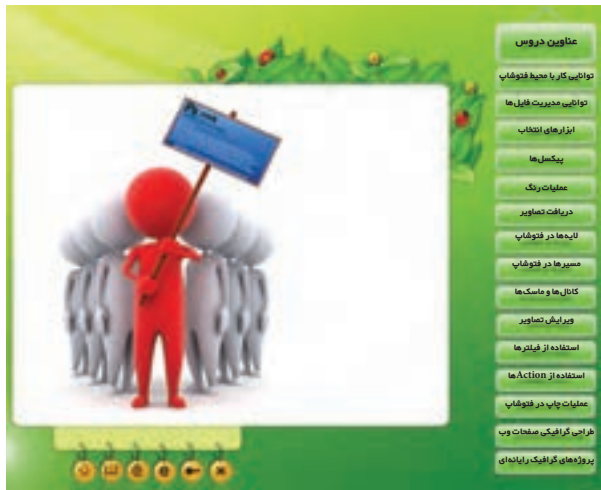 عناوین دروس
توانایی کار با محیط فتوشاپ
توانایی مدیریت فایل‌ها
ابزارهای انتخاب
پیکسل‌ها
عملیات رنگ
دریافت تصاویر
لایه‌ها در فتوشاپ
مسیرها در فتوشاپ
کانال‌ها و ماسک‌ها
ویرایش تصاویر
استفاده از فیلترها
استفاده از Action ها
عملیات چاپ در فتوشاپ
طراحی گرافیکی صفحات وب
پروژه‌های گرافیک رایانه‌ای